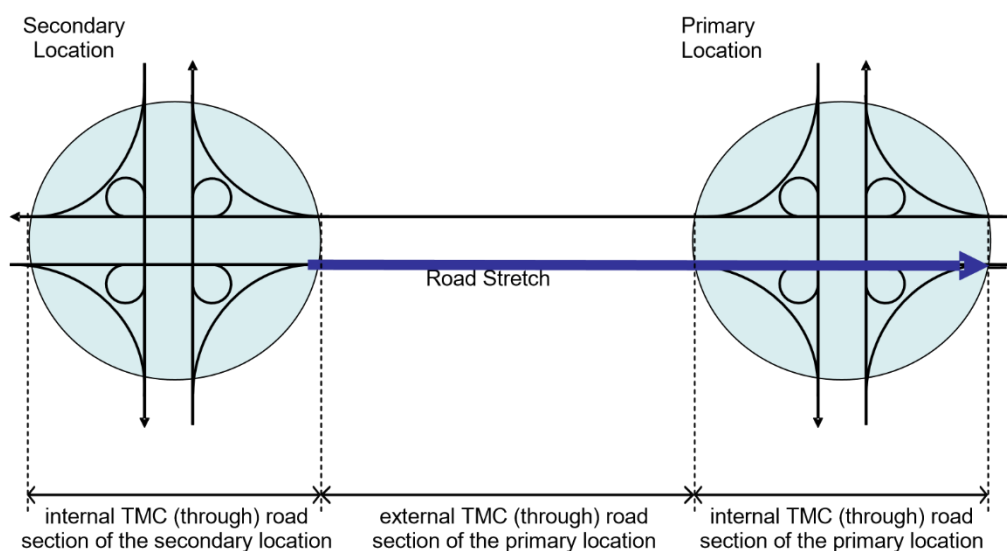 Secondary
Location
Primary
Location
Road Stretch
internal TMC (through) road
section of the secondary location
external TMC (through) road
section of the primary location
internal TMC (through) road
section of the primary location